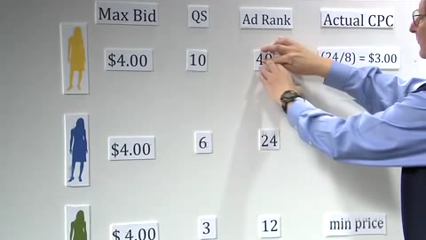 Max Bid QS Ad Rank Actual CPC
$4.00 10 40 (24/8) = $3.00
$4.00 6 24
$4.00 3 12 min price